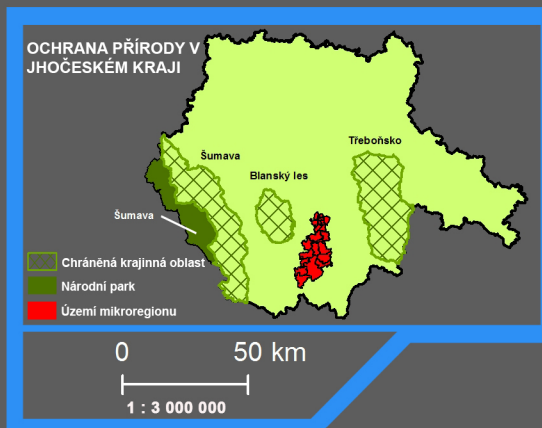 OCHRANA PŘÍRODY V
JHOČESKÉM KRAJI
Třeboňsko
Šumava
Blanský les
Šumava
Chráněná krajinná oblast
Národní park
Území mikroregionu
0 50 km
1 : 3 000 000